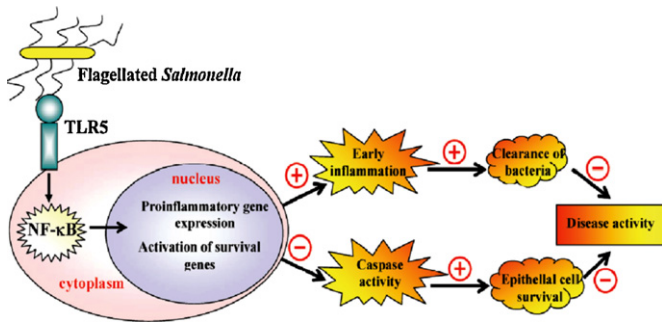 Flagellated Salmonella
TLR5
nucleus
Proinflammatory gene
expression
Activation of survival
genes
NF-κB
cytoplasm
+
Early
inflammation
+
Clearance of
bacteria
−
Disease activity
−
Caspase
activity
+
Epithelial cell
survival
−